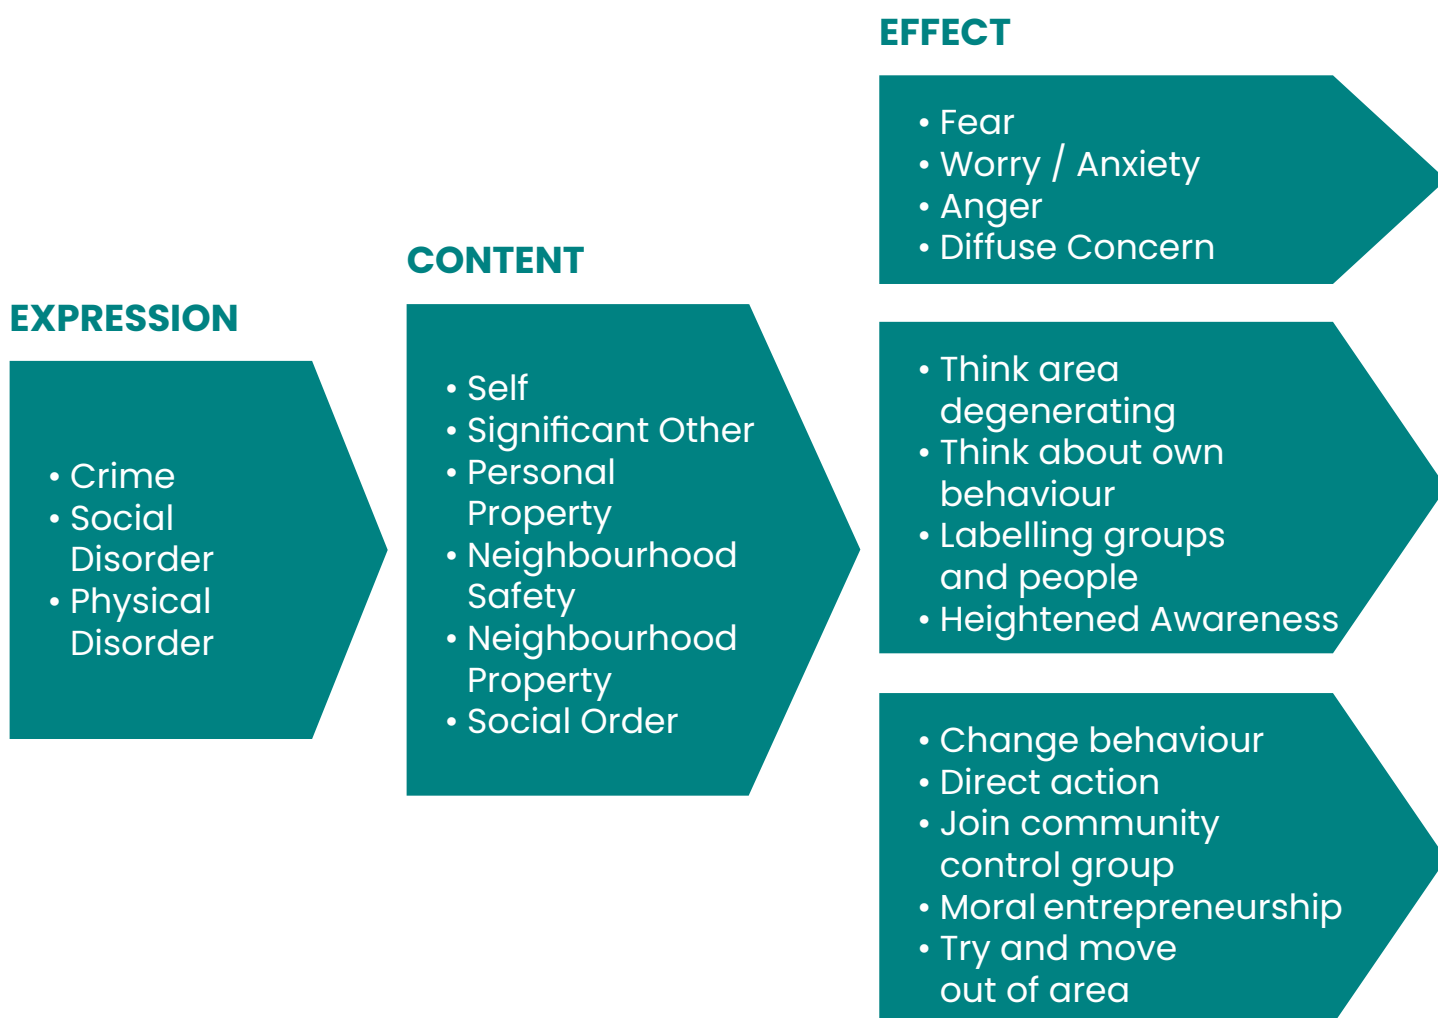 EXPRESSION
• Crime
• Social
Disorder
• Physical
Disorder
CONTENT
• Self
• Significant Other
• Personal
Property
• Neighbourhood
Safety
• Neighbourhood
Property
• Social Order
EFFECT
• Fear
• Worry / Anxiety
• Anger
• Diffuse Concern
• Think area
degenerating
• Think about own
behaviour
• Labelling groups
and people
• Heightened Awareness
• Change behaviour
• Direct action
• Join community
control group
• Moral entrepreneurship
• Try and move
out of area